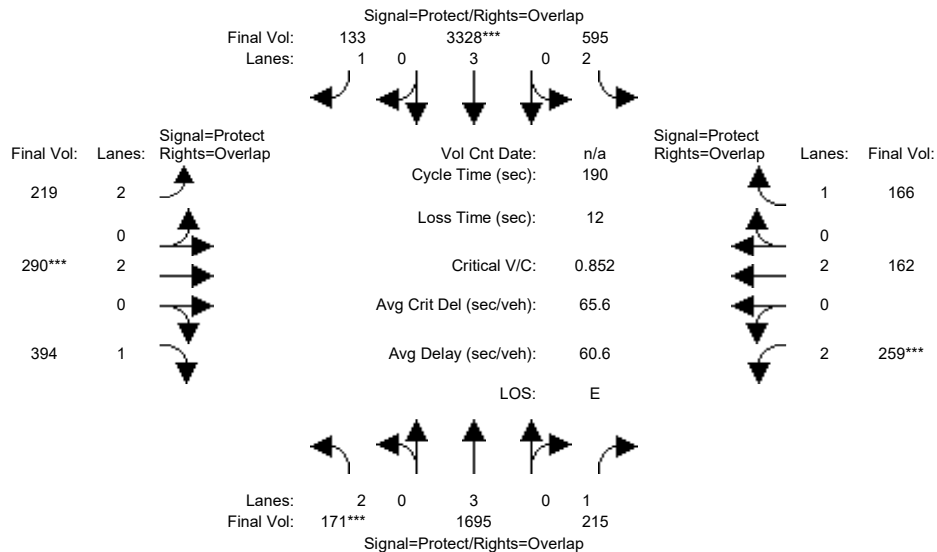 Signal=Protect/Rights=Overlap
Final Vol: 133 3328*** 595
Lanes: 1 0 3 0 2
Signal=Protect
Final Vol: Lanes: Rights=Overlap
Vol Cnt Date: n/a
Signal=Protect
Rights=Overlap Lanes: Final Vol:
Cycle Time (sec): 190
219 2
1 166
Loss Time (sec): 12
0
0
290*** 2
Critical V/C: 0.852
2 162
0
Avg Crit Del (sec/veh): 65.6
0
394 1
Avg Delay (sec/veh): 60.6
2 259***
LOS: E
Lanes: 2 0 3 0 1
Final Vol: 171*** 1695 215
Signal=Protect/Rights=Overlap